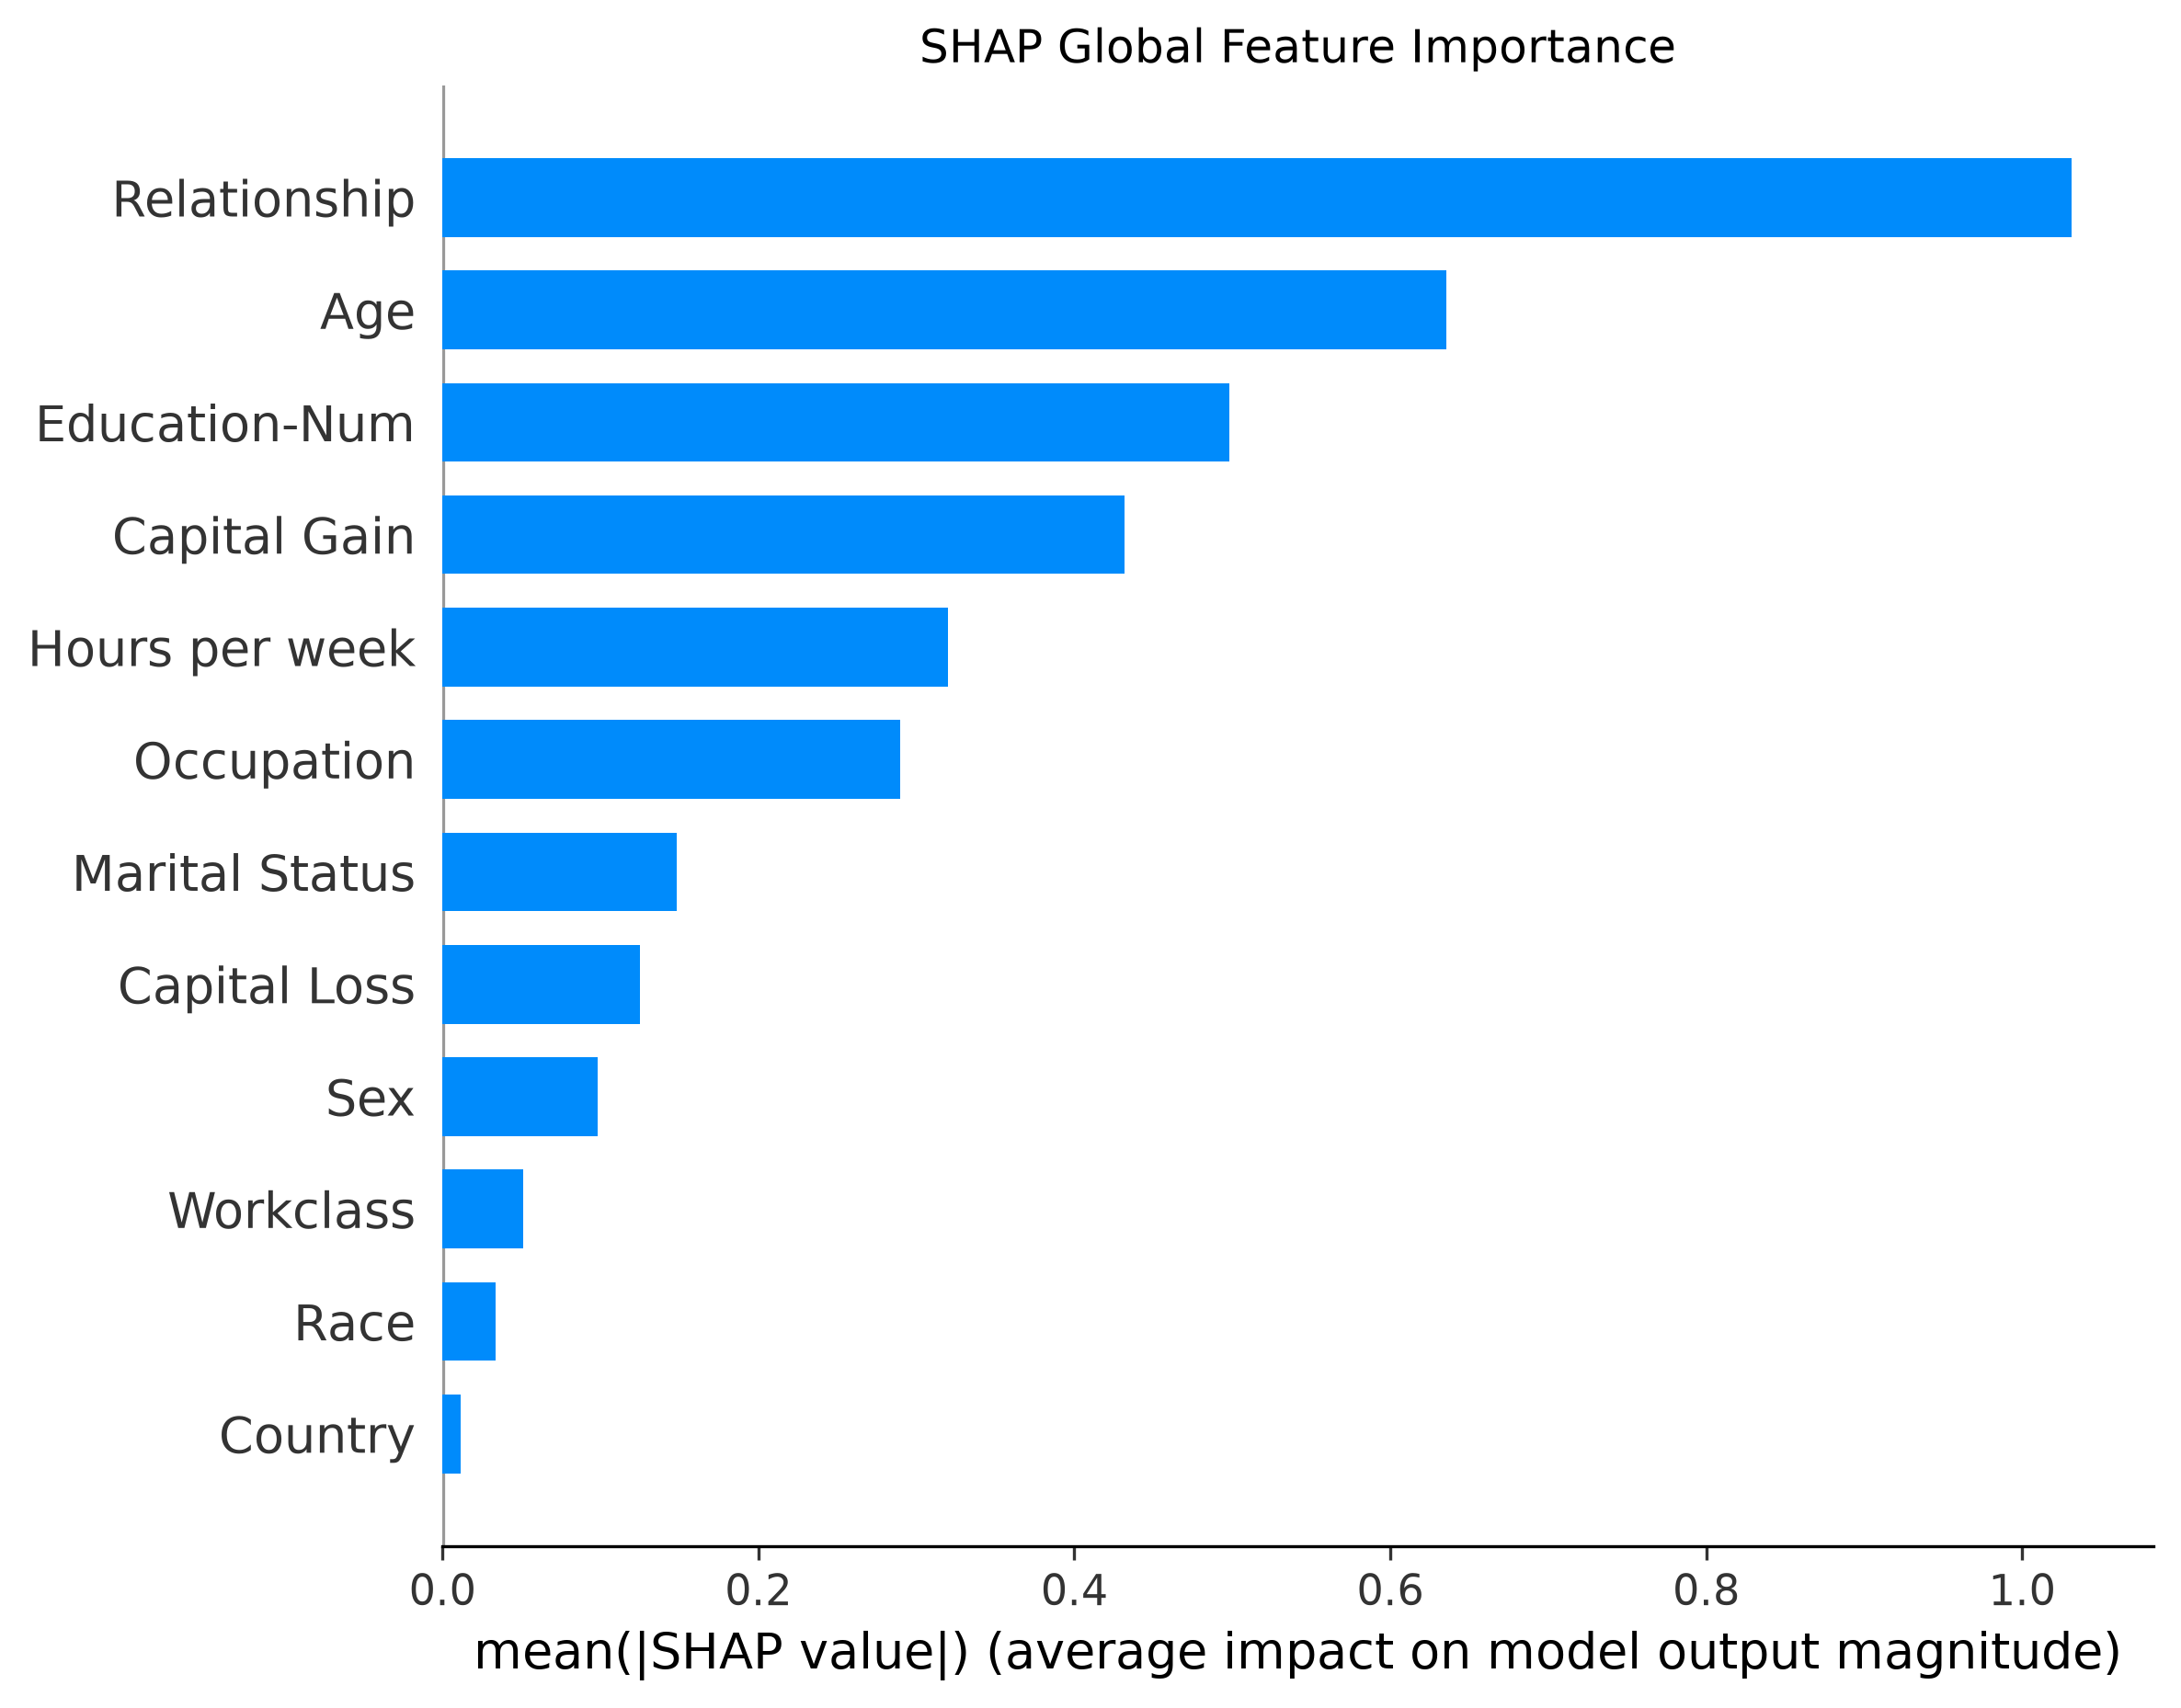 SHAP Global Feature Importance
Relationship
Age
Education-Num
Capital Gain
Hours per week
Occupation
Marital Status
Capital Loss
Sex
Workclass
Race
Country
0.0 0.2 0.4 0.6 0.8 1.0
mean(|SHAP value|) (average impact on model output magnitude)